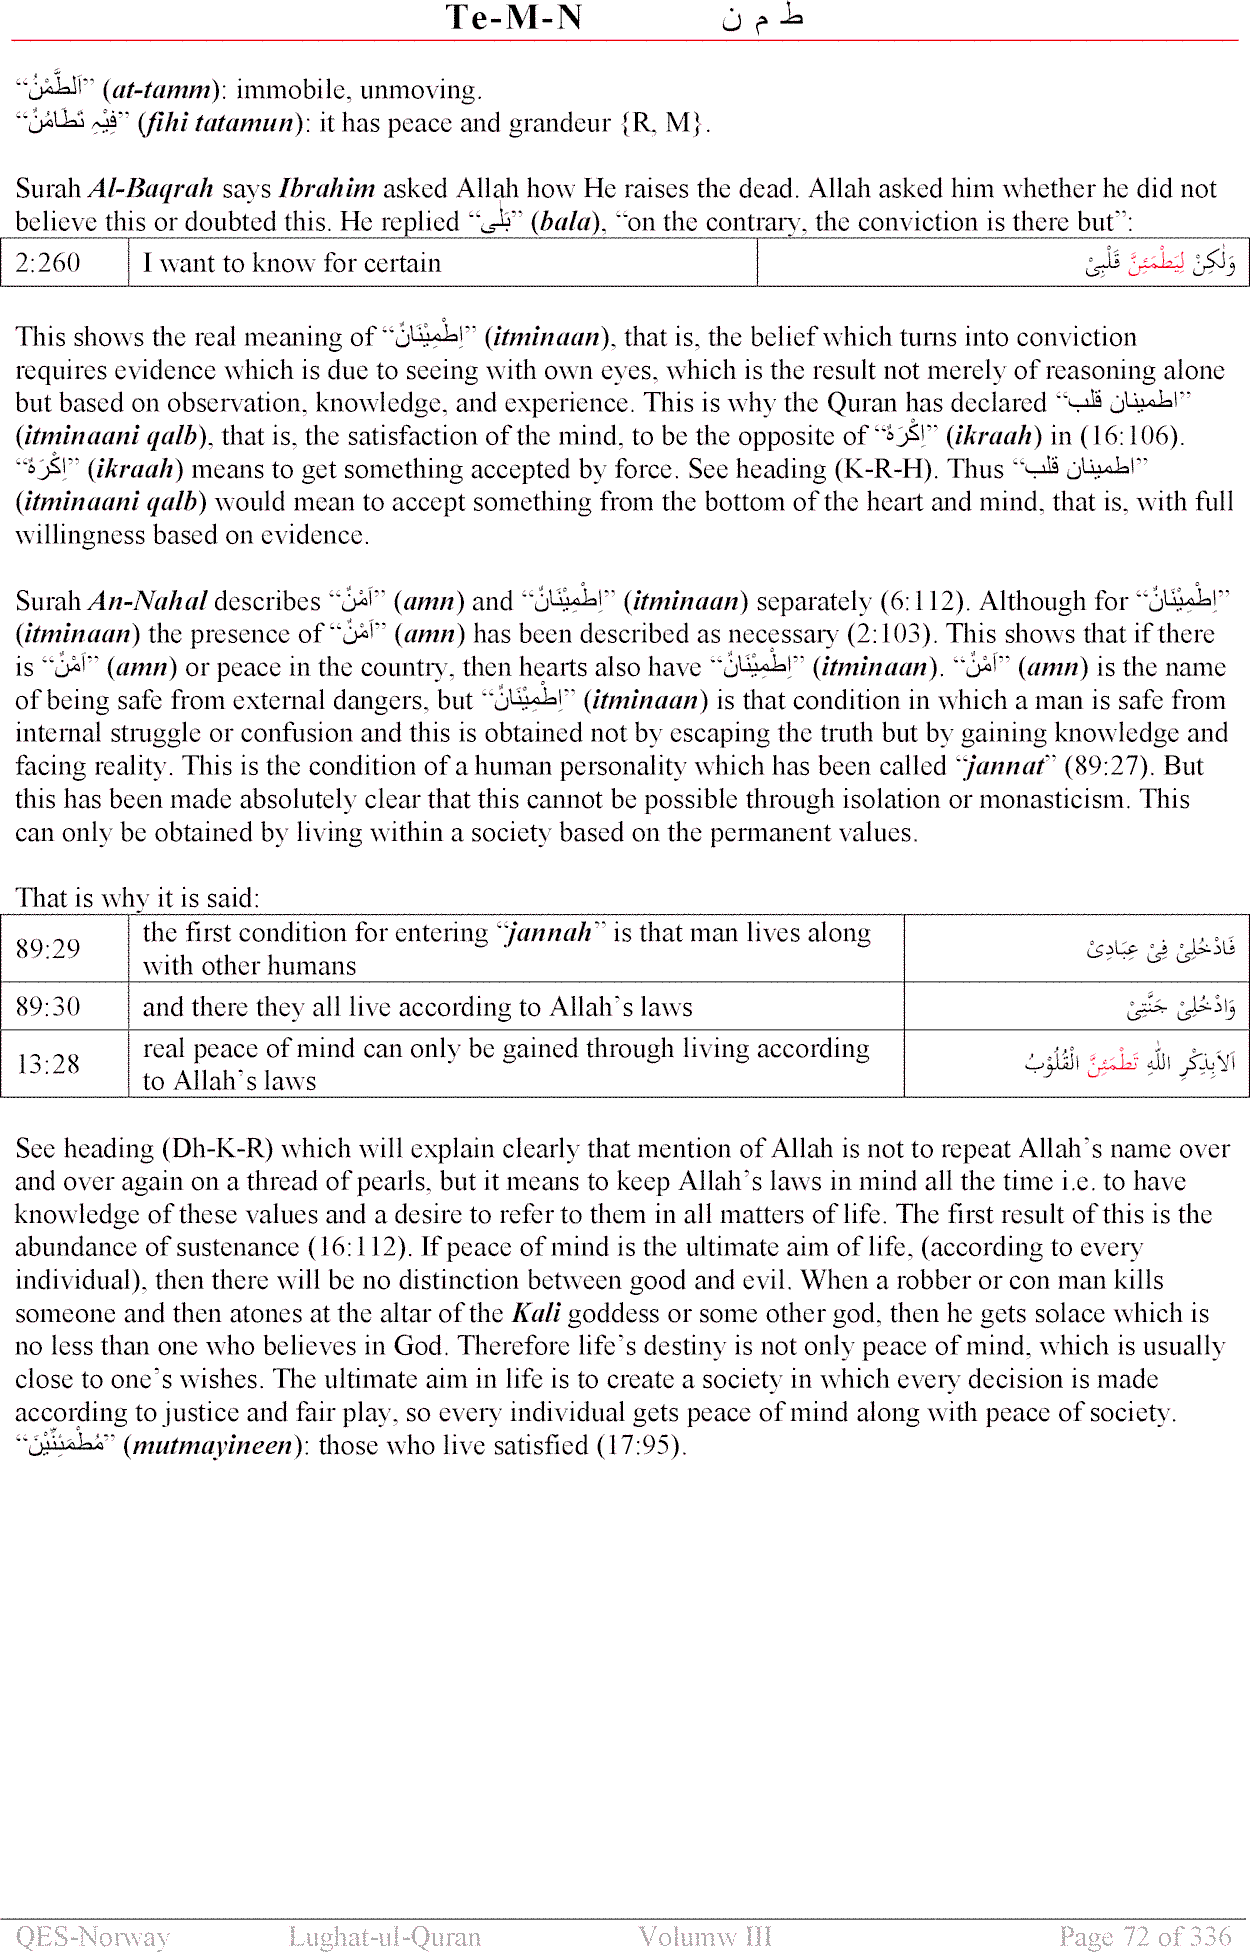 Te-M-N ط م ن
“اَلطَّمْنُ” (at-tamm): immobile, unmoving.
“فِيْہِ تَطَامُنٌ” (fihi tatamun): it has peace and grandeur {R, M}.
Surah Al-Baqrah says Ibrahim asked Allah how He raises the dead. Allah asked him whether he did not
believe this or doubted this. He replied “بَلٰى” (bala), “on the contrary, the conviction is there but”:
2:260 I want to know for certain وَلٰكِنْ لِيَطْمَئِنَّ قَلْبِىْ
This shows the real meaning of “اِطْمِيْنَانٌ” (itminaan), that is, the belief which turns into conviction
requires evidence which is due to seeing with own eyes, which is the result not merely of reasoning alone
but based on observation, knowledge, and experience. This is why the Quran has declared “اطمينان قلب”
(itminaani qalb), that is, the satisfaction of the mind, to be the opposite of “اِكْرَهٌ” (ikraah) in (16:106).
“اِكْرَهٌ” (ikraah) means to get something accepted by force. See heading (K-R-H). Thus “اطمينان قلب”
(itminaani qalb) would mean to accept something from the bottom of the heart and mind, that is, with full
willingness based on evidence.
Surah An-Nahal describes “اَمْنٌ” (amn) and “اِطْمِيْنَانٌ” (itminaan) separately (6:112). Although for “اِطْمِيْنَانٌ”
(itminaan) the presence of “اَمْنٌ” (amn) has been described as necessary (2:103). This shows that if there
is “اَمْنٌ” (amn) or peace in the country, then hearts also have “اِطْمِيْنَانٌ” (itminaan). “اَمْنٌ” (amn) is the name
of being safe from external dangers, but “اِطْمِيْنَانٌ” (itminaan) is that condition in which a man is safe from
internal struggle or confusion and this is obtained not by escaping the truth but by gaining knowledge and
facing reality. This is the condition of a human personality which has been called “jannat” (89:27). But
this has been made absolutely clear that this cannot be possible through isolation or monasticism. This
can only be obtained by living within a society based on the permanent values.
That is why it is said:
89:29 the first condition for entering “jannah” is that man lives along
with other humans فَادْخُلِىْ فِىْ عِبَادِىْ
89:30 and there they all live according to Allah’s laws وَادْخُلِىْ جَنَّتِىْ
13:28 real peace of mind can only be gained through living according
to Allah’s laws اَلاَبِذِكْرِ اللّٰهِ تَطْمَئِنَّ الْقُلُوْبُ
See heading (Dh-K-R) which will explain clearly that mention of Allah is not to repeat Allah’s name over
and over again on a thread of pearls, but it means to keep Allah’s laws in mind all the time i.e. to have
knowledge of these values and a desire to refer to them in all matters of life. The first result of this is the
abundance of sustenance (16:112). If peace of mind is the ultimate aim of life, (according to every
individual), then there will be no distinction between good and evil. When a robber or con man kills
someone and then atones at the altar of the Kali goddess or some other god, then he gets solace which is
no less than one who believes in God. Therefore life’s destiny is not only peace of mind, which is usually
close to one’s wishes. The ultimate aim in life is to create a society in which every decision is made
according to justice and fair play, so every individual gets peace of mind along with peace of society.
“مُطْمَئِنِّيْنَ” (mutmayineen): those who live satisfied (17:95).
QES-Norway Lughat-ul-Quran Volumw III Page 72 of 336